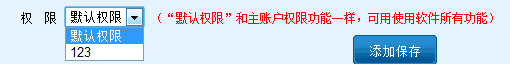 权 限 默认权限 （“默认权限”和主账户权限功能一样，可用使用软件所有功能）
默认权限
123
添加保存